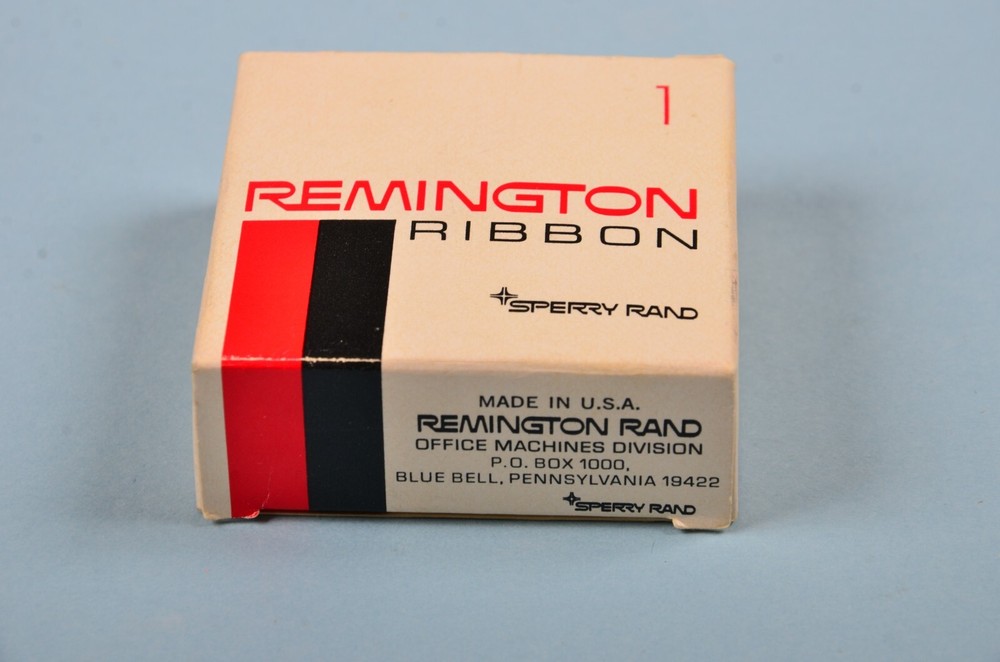 1
REMINGTON
RIBBON
SPERRY RAND
MADE IN U.S.A.
REMINGTON RAND
OFFICE MACHINES DIVISION
P.O. BOX 1000,
BLUE BELL, PENNSYLVANIA 19422
SPERRY RAND